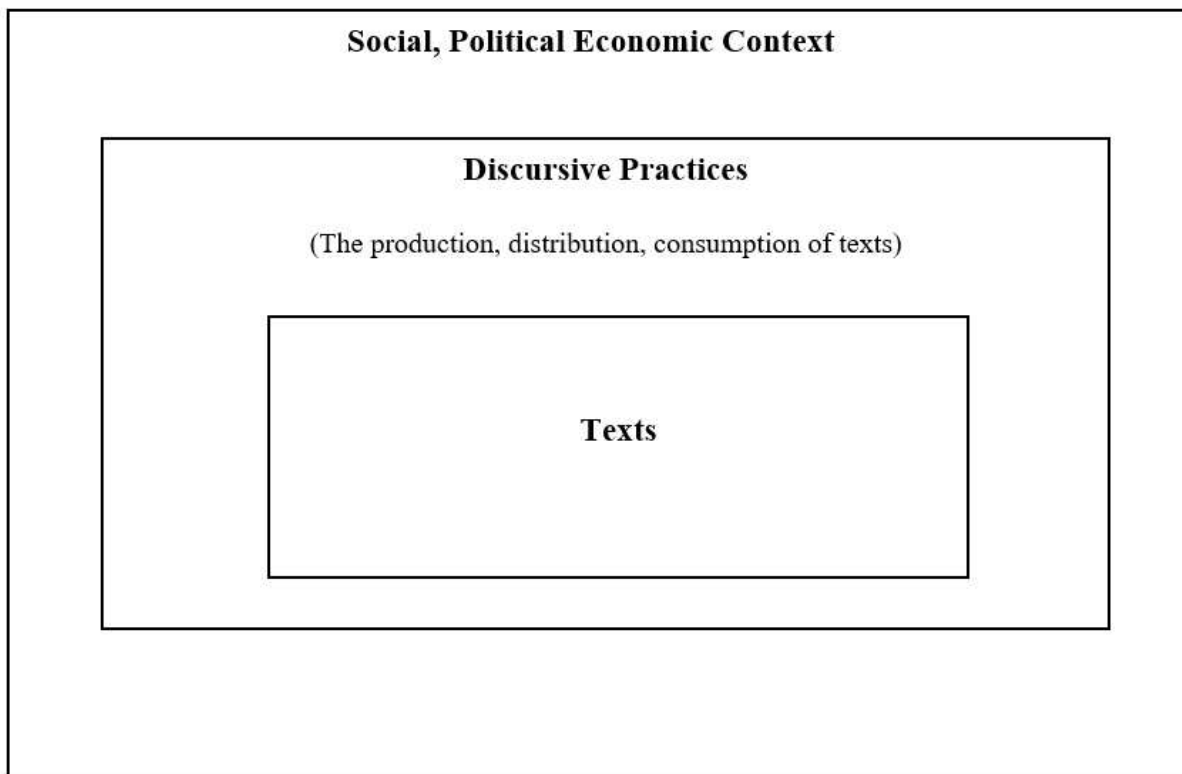 Social, Political Economic Context
Discursive Practices
(The production, distribution, consumption of texts)
Texts